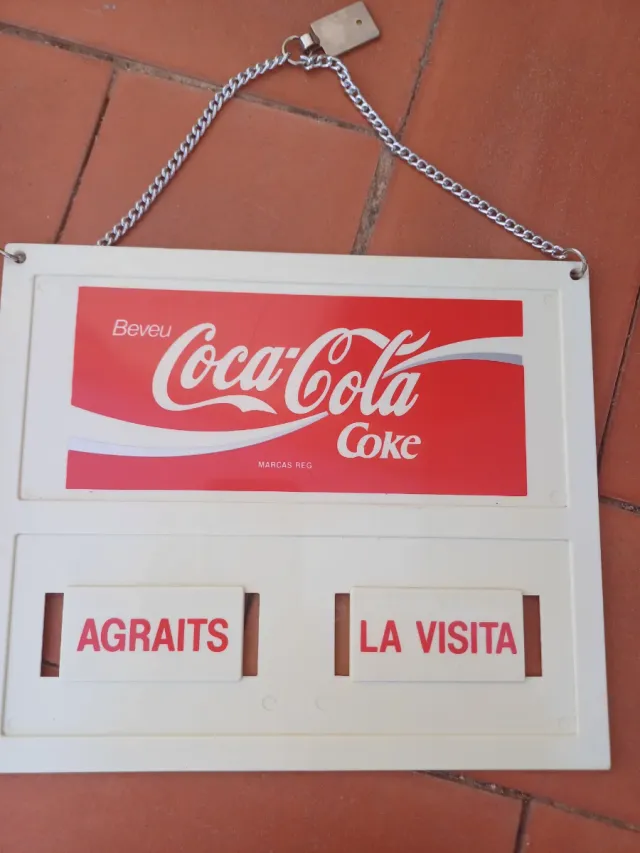 Beveu
Coca-Cola
Coke
MARCAS REG
AGRAITS
LA VISITA